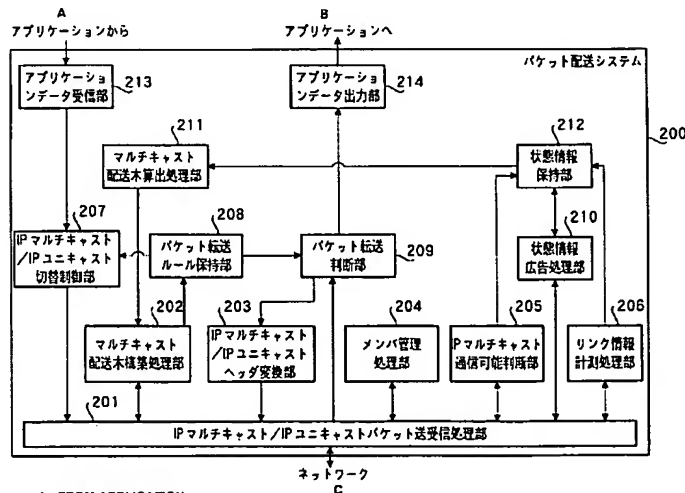 A
アプリケーションから
B
アプリケーションへ
パケット配送システム
アプリケーショ
ンデータ受信部
213
アプリケーショ
ンデータ出力部
214
200
211
マルチキャスト
配送木算出処理部
212
状態情報
保持部
207
IPマルチキャスト
/IPユニキャスト
切替制御部
208
パケット転送
ルール保持部
パケット転送
判断部
209
210
状態情報
広告処理部
202
マルチキャスト
配送木構築処理部
203
IPマルチキャスト
/IPユニキャスト
ヘッダ変換部
204
メンバ管理
処理部
205
IPマルチキャスト
通信可能判断部
206
リンク情報
計測処理部
201
IPマルチキャスト/IPユニキャストパケット送受信処理部
ネットワーク
C